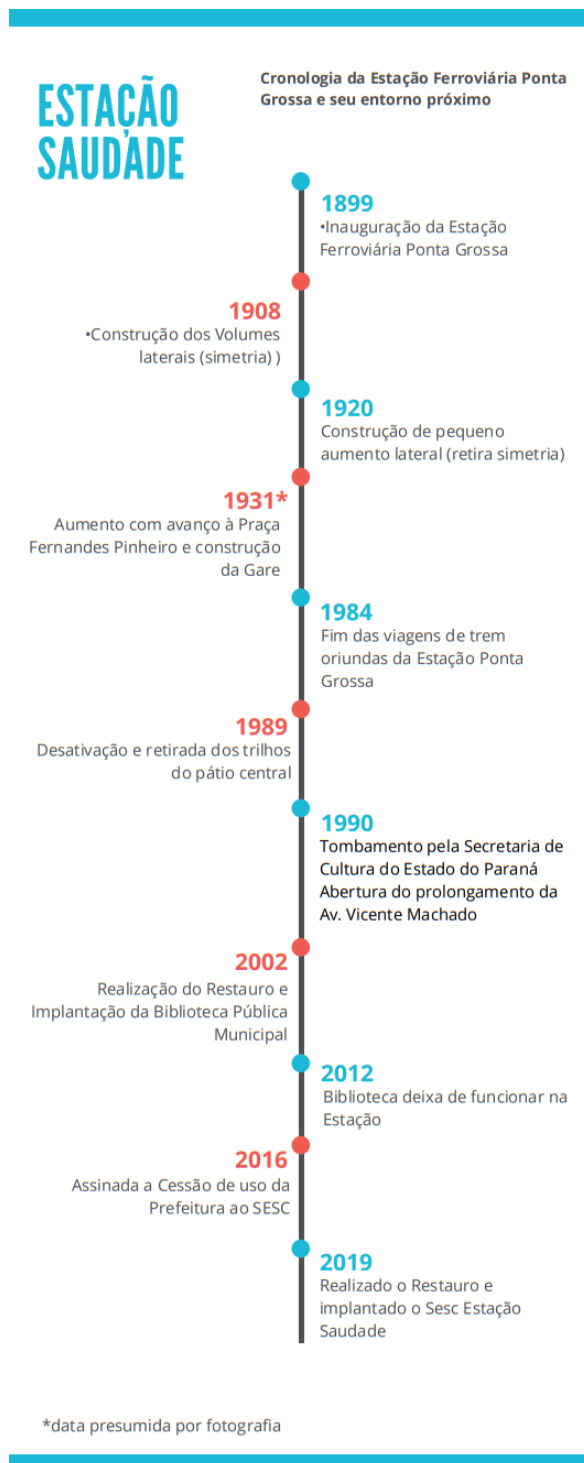 ESTAÇÃO
SAUDADE
Cronologia da Estação Ferroviária Ponta
Grossa e seu entorno próximo
1899
•Inauguração da Estação
Ferroviária Ponta Grossa
1908
•Construção dos Volumes
laterais (simetria) )
1920
Construção de pequeno
aumento lateral (retira simetria)
1931*
Aumento com avanço à Praça
Fernandes Pinheiro e construção
da Gare
1984
Fim das viagens de trem
oriundas da Estação Ponta
Grossa
1989
Desativação e retirada dos trilhos
do pátio central
1990
Tombamento pela Secretaria de
Cultura do Estado do Paraná
Abertura do prolongamento da
Av. Vicente Machado
2002
Realização do Restauro e
Implantação da Biblioteca Pública
Municipal
2012
Biblioteca deixa de funcionar na
Estação
2016
Assinada a Cessão de uso da
Prefeitura ao SESC
2019
Realizado o Restauro e
implantado o Sesc Estação
Saudade
*data presumida por fotografia